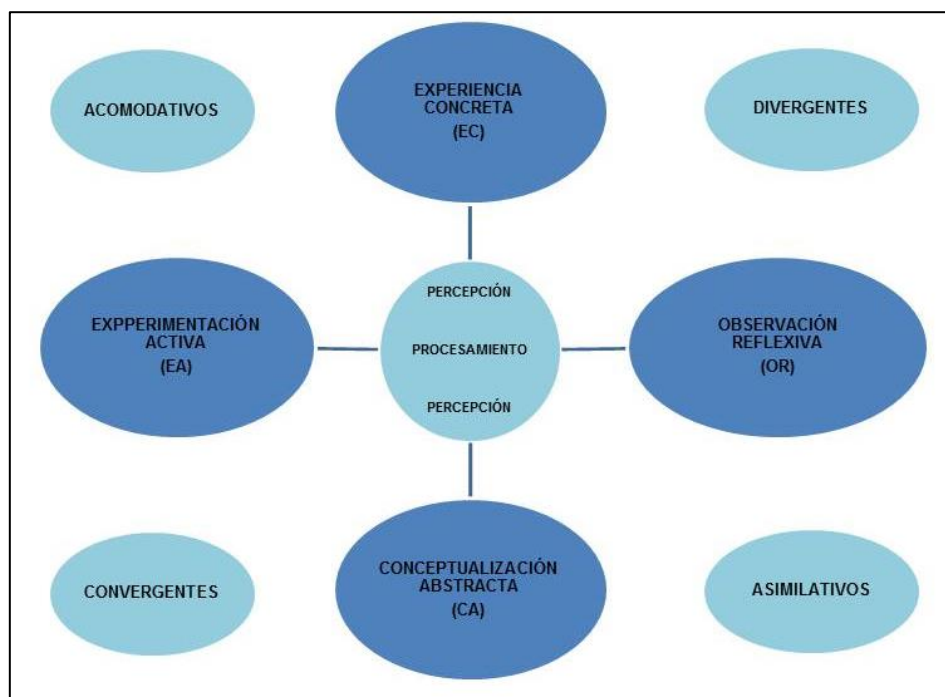 ACOMODATIVOS
EXPERIENCIA
CONCRETA
(EC)
DIVERGENTES
EXPPERIMENTACIÓN
ACTIVA
(EA)
PERCEPCIÓN
PROCESAMIENTO
PERCEPCIÓN
OBSERVACIÓN
REFLEXIVA
(OR)
CONVERGENTES
CONCEPTUALIZACIÓN
ABSTRACTA
(CA)
ASIMILATIVOS